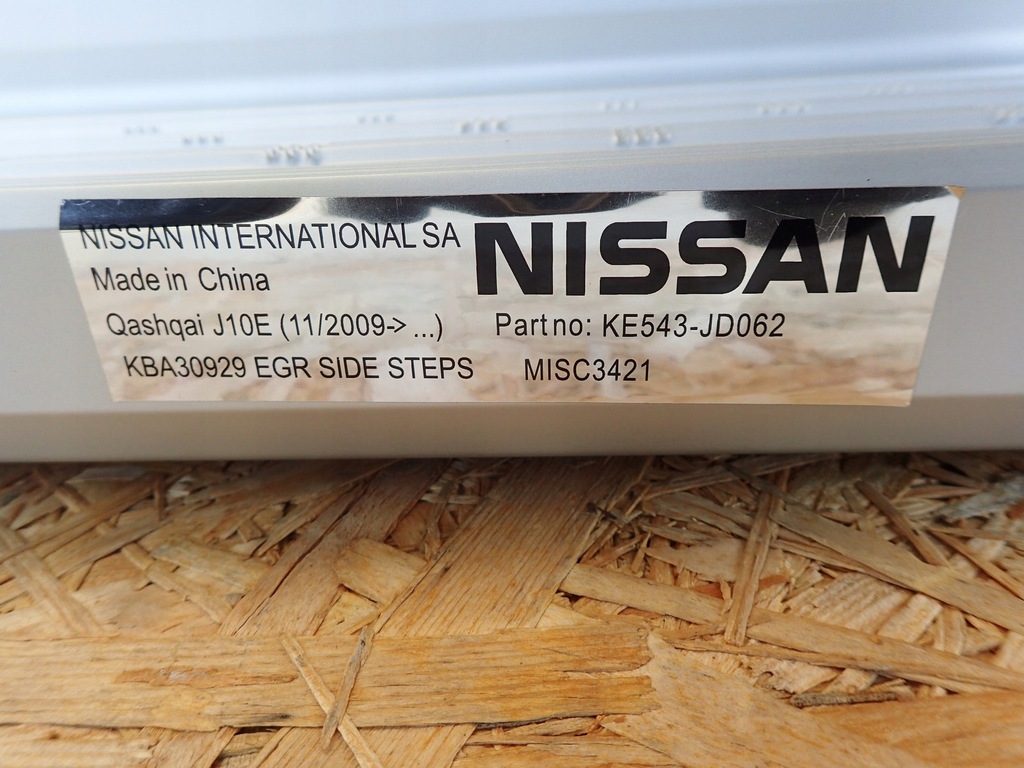 NISSAN INTERNATIONAL SA
NISSAN
Made in China
Qashqai J10E (11/2009-> ...) Part no: KE543-JD062
KBA30929 EGR SIDE STEPS MISC3421